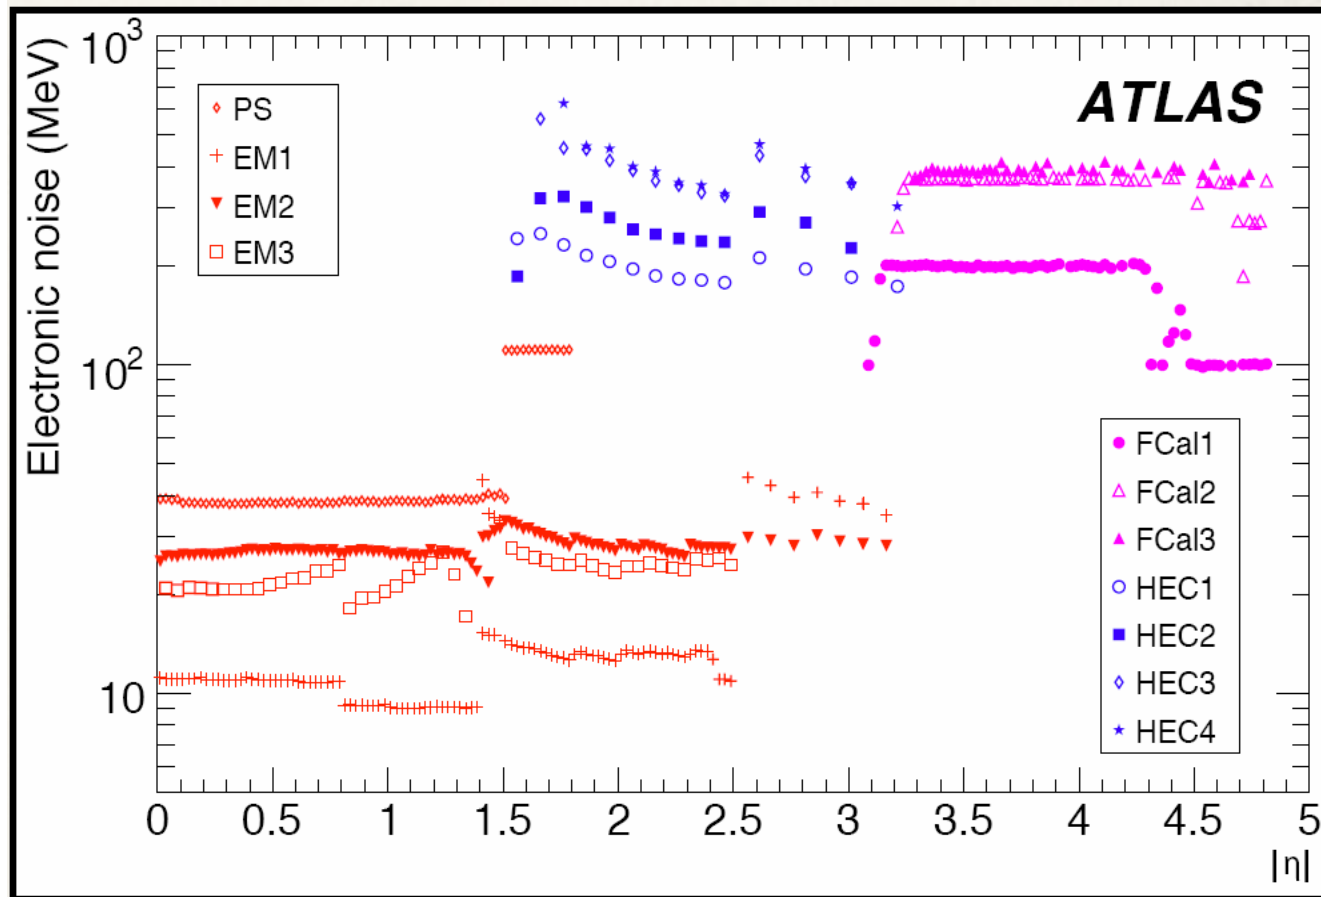 Electronic noise (MeV)
10³
10²
10
ATLAS
PS
EM1
EM2
EM3
FCal1
FCal2
FCal3
HEC1
HEC2
HEC3
HEC4
0 0.5 1 1.5 2 2.5 3 3.5 4 4.5 5
|η|